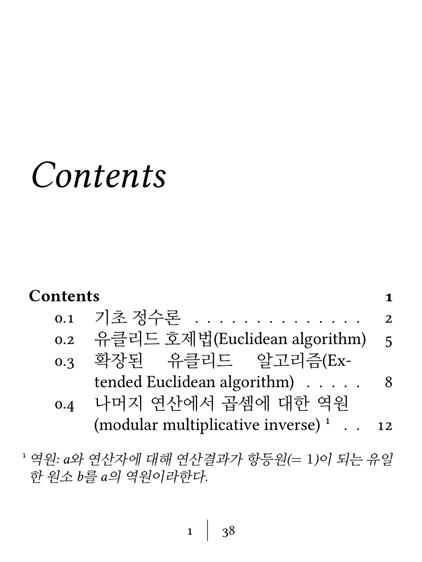 Contents
Contents 1
0.1 기초 정수론 . . . . . . . . . . . . . . 2
0.2 유클리드 호제법(Euclidean algorithm) 5
0.3 확장된 유클리드 알고리즘(Ex-
tended Euclidean algorithm) . . . . . 8
0.4 나머지 연산에서 곱셈에 대한 역원
(modular multiplicative inverse) ¹ . . 12
¹ 역원: a와 연산자에 대해 연산결과가 항등원(= 1)이 되는 유일
한 원소 b를 a의 역원이라한다.
1 | 38